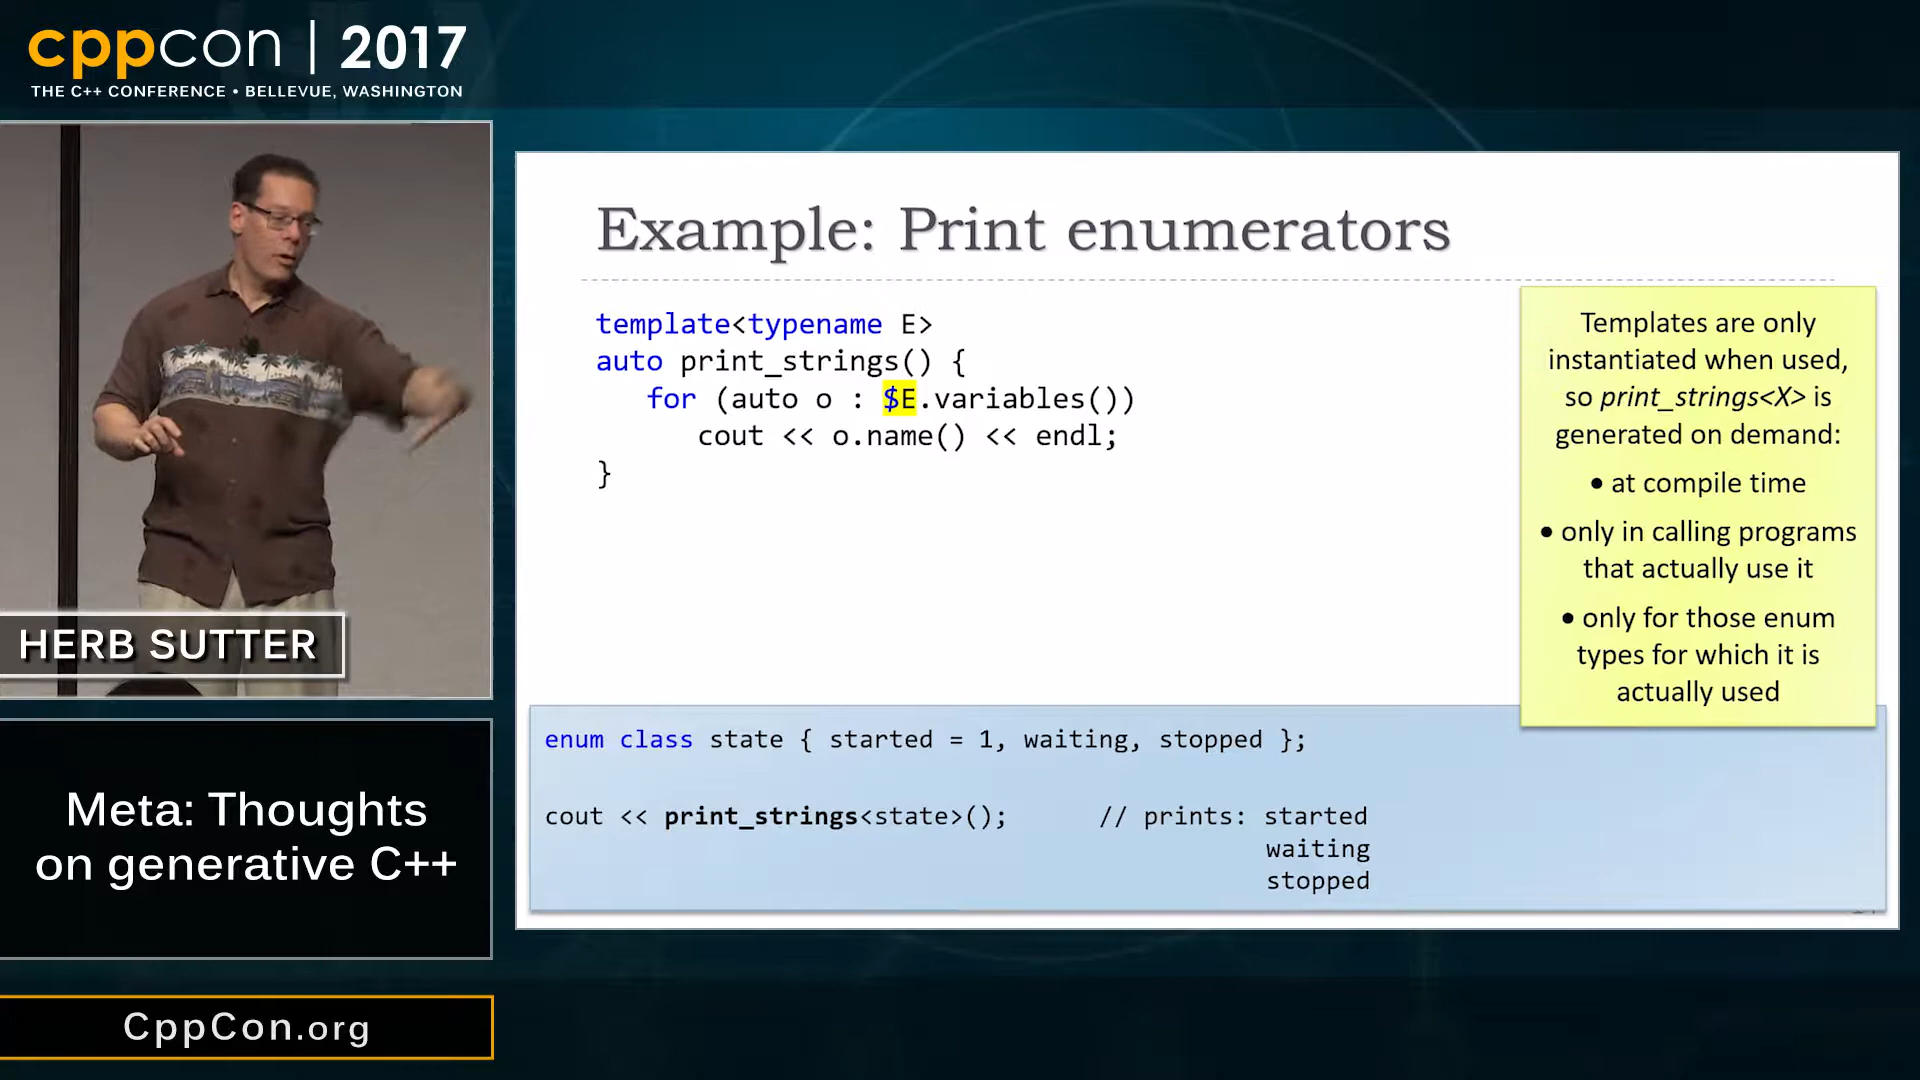 cppcon | 2017
THE C++ CONFERENCE • BELLEVUE, WASHINGTON
HERB SUTTER
Meta: Thoughts
on generative C++
CppCon.org
Example: Print enumerators
template<typename E>
auto print_strings() {
for (auto o : $E.variables())
cout << o.name() << endl;
}
Templates are only
instantiated when used,
so print_strings<X> is
generated on demand:
• at compile time
• only in calling programs
that actually use it
• only for those enum
types for which it is
actually used
enum class state { started = 1, waiting, stopped };
cout << print_strings<state>(); // prints: started
waiting
stopped